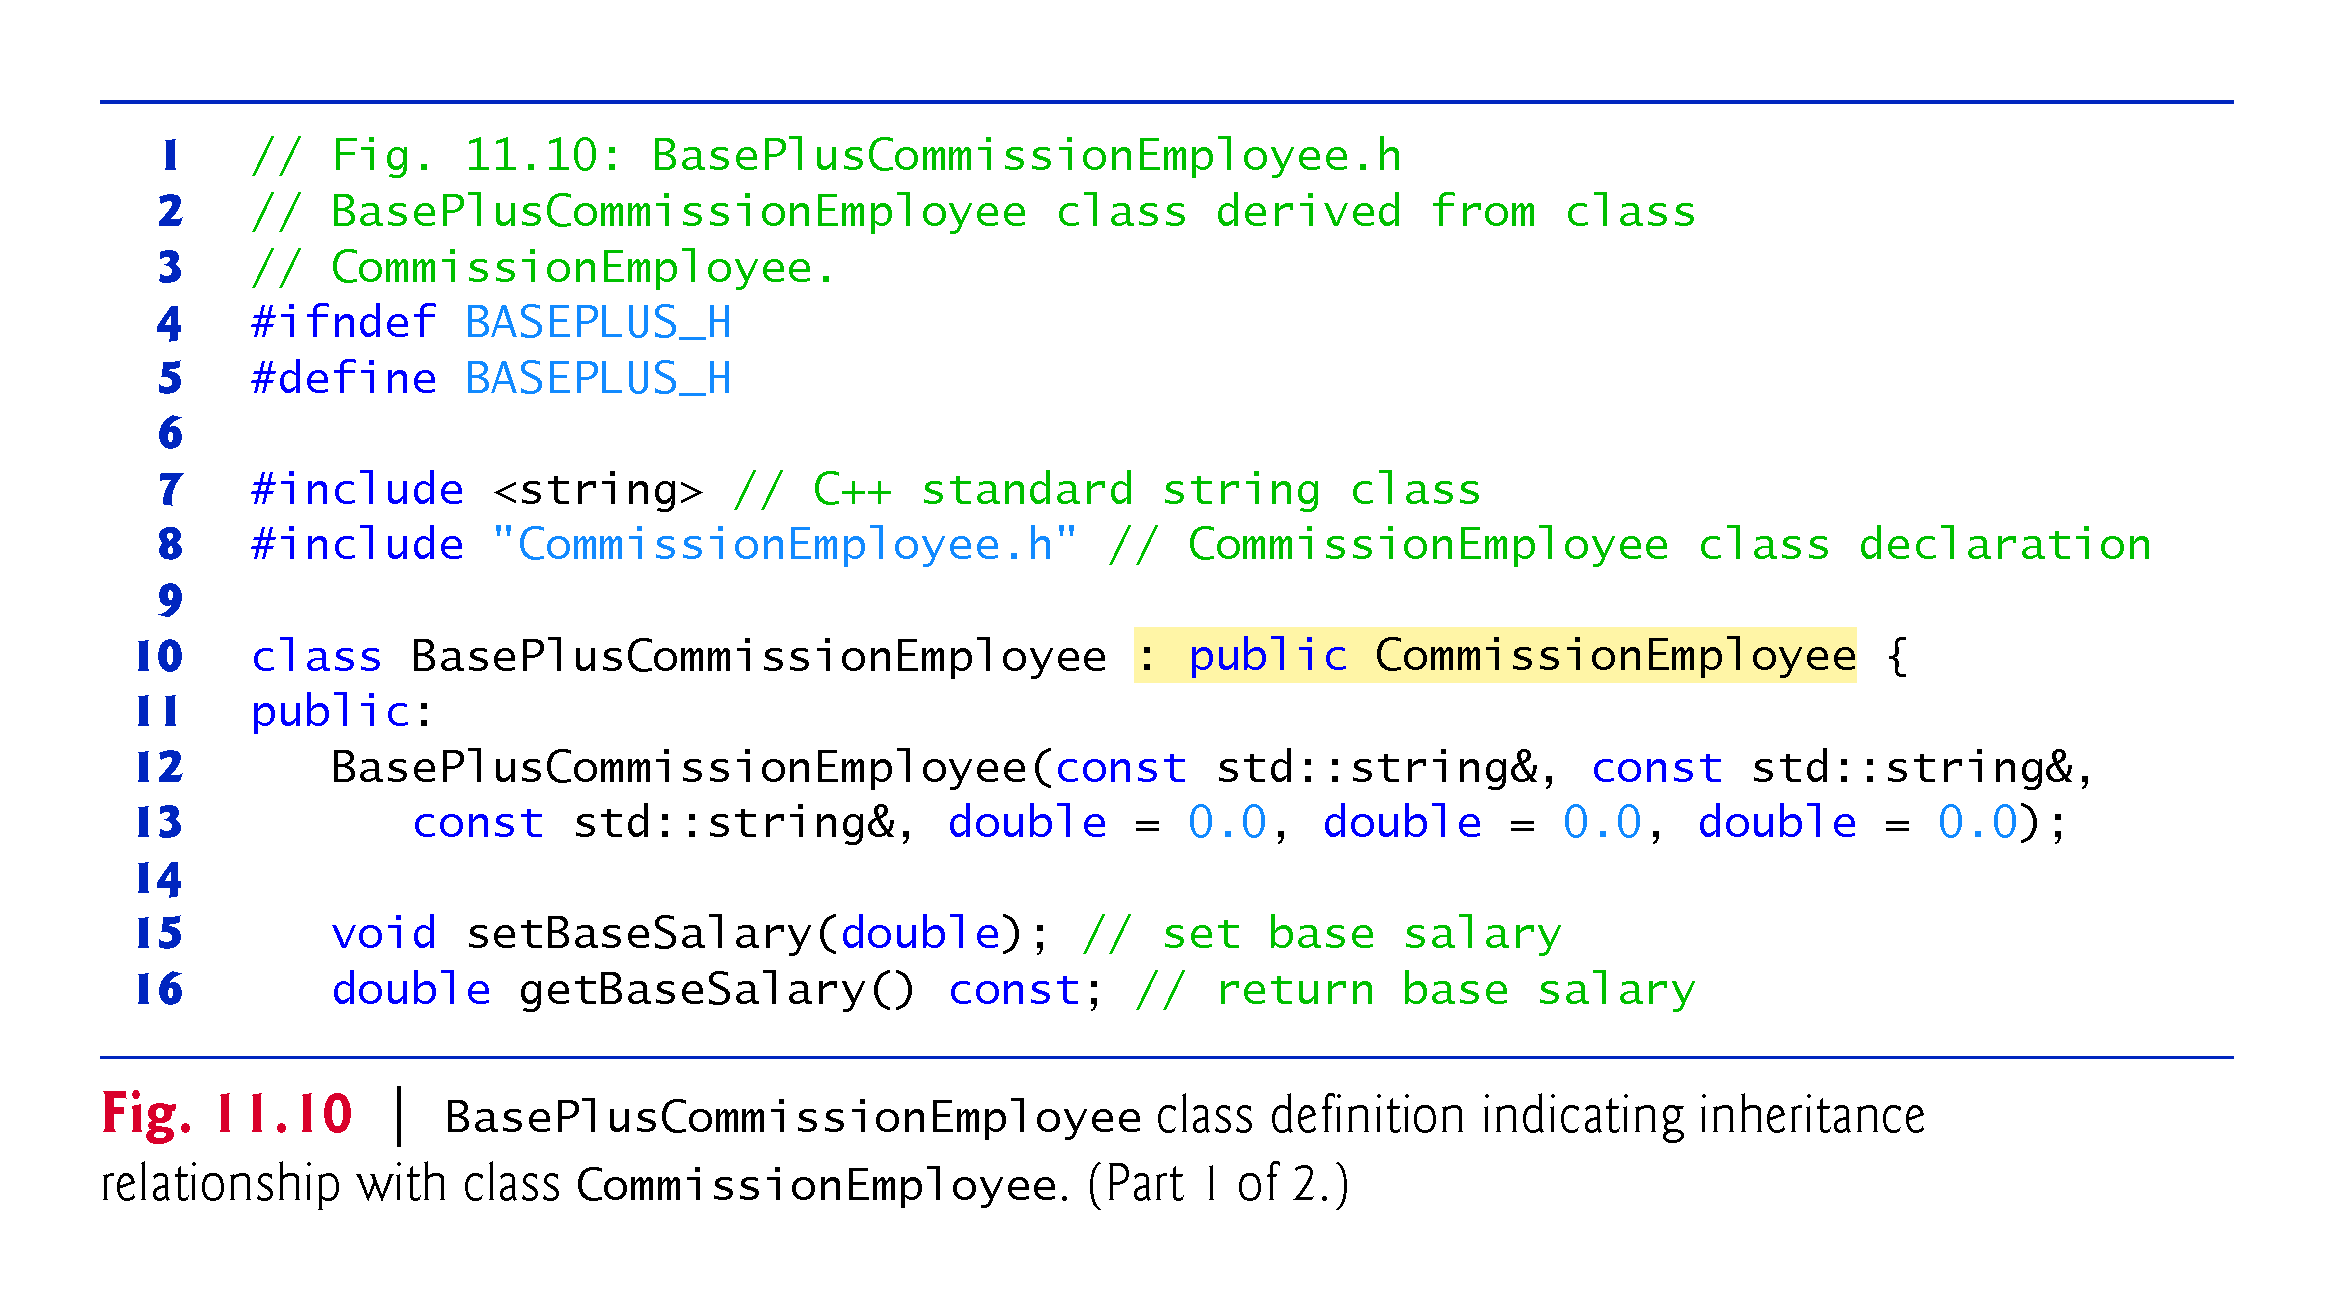 1 // Fig. 11.10: BasePlusCommissionEmployee.h
2 // BasePlusCommissionEmployee class derived from class
3 // CommissionEmployee.
4 #ifndef BASEPLUS_H
5 #define BASEPLUS_H
6
7 #include <string> // C++ standard string class
8 #include "CommissionEmployee.h" // CommissionEmployee class declaration
9
10 class BasePlusCommissionEmployee : public CommissionEmployee {
11 public:
12 BasePlusCommissionEmployee(const std::string&, const std::string&,
13 const std::string&, double = 0.0, double = 0.0, double = 0.0);
14
15 void setBaseSalary(double); // set base salary
16 double getBaseSalary() const; // return base salary
Fig. 11.10 | BasePlusCommissionEmployee class definition indicating inheritance
relationship with class CommissionEmployee. (Part 1 of 2.)